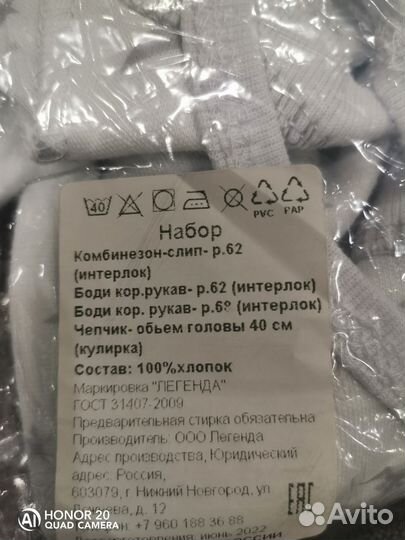 40
PVC PAP
Набор
Комбинезон-слип- р.62
(интерлок)
Боди кор.рукав- р.62 (интерлок)
Боди кор. рукав- р.68 (интерлок)
Чепчик- обьем головы 40 см
(кулирка)
Состав: 100%хлопок
Маркировка "ЛЕГЕНДА"
ГОСТ 31407-2009
Предварительная стирка обязательна
Производитель: ООО Легенда
Адрес производства, Юридический
адрес: Россия,
603079, г Нижний Новгород, ул
д. 12
+7 960 188 36 88
июнь-2022
EAC
HONOR 20
QUAD CAMERA
Avito